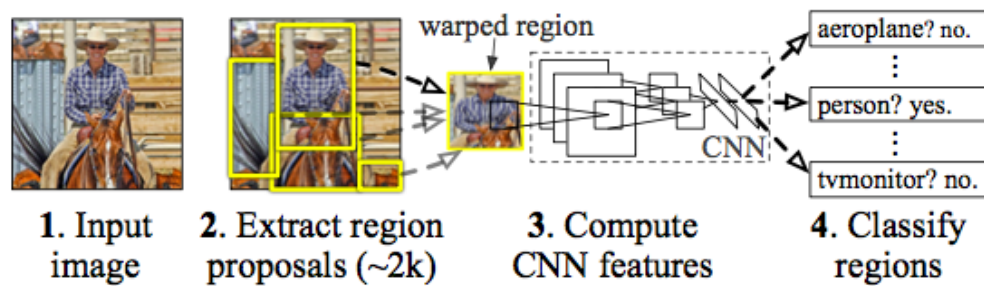 warped region
aeroplane? no.
⋮
person? yes.
⋮
tvmonitor? no.
CNN
1. Input
image
2. Extract region
proposals (~2k)
3. Compute
CNN features
4. Classify
regions